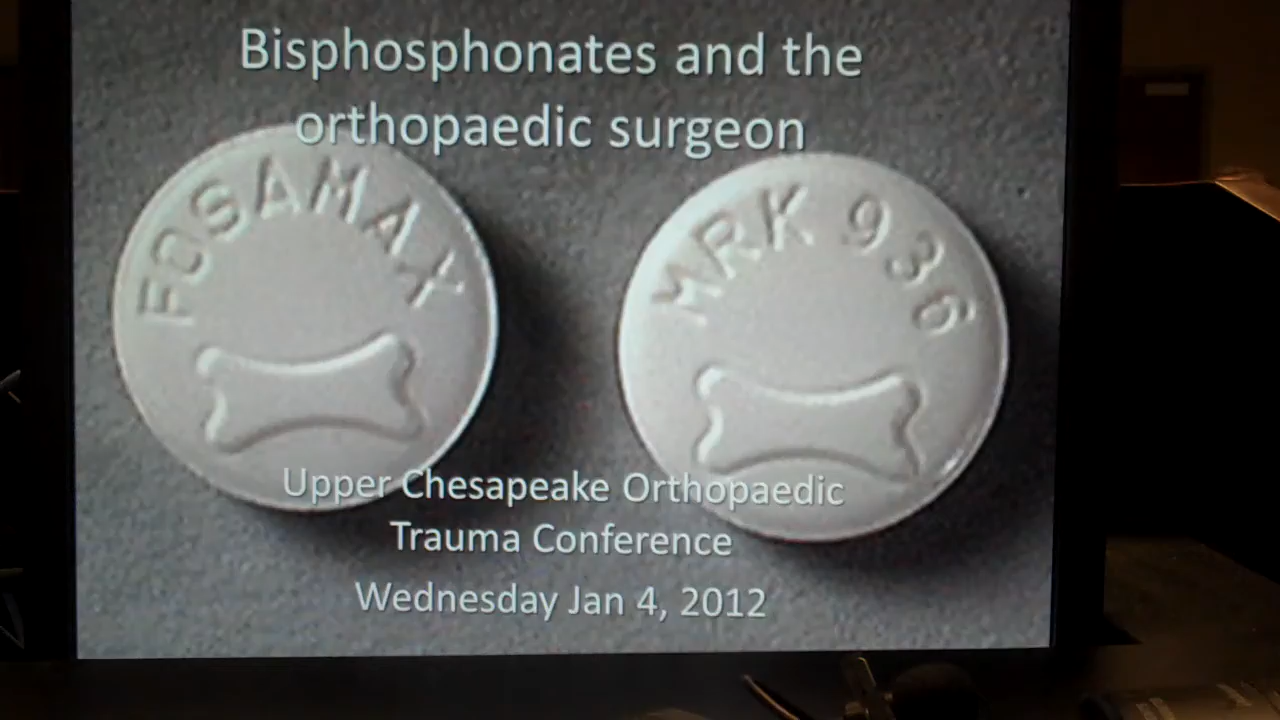 Bisphosphonates and the
orthopaedic surgeon
FOSAMAX
MRK 936
Upper Chesapeake Orthopaedic
Trauma Conference
Wednesday Jan 4, 2012